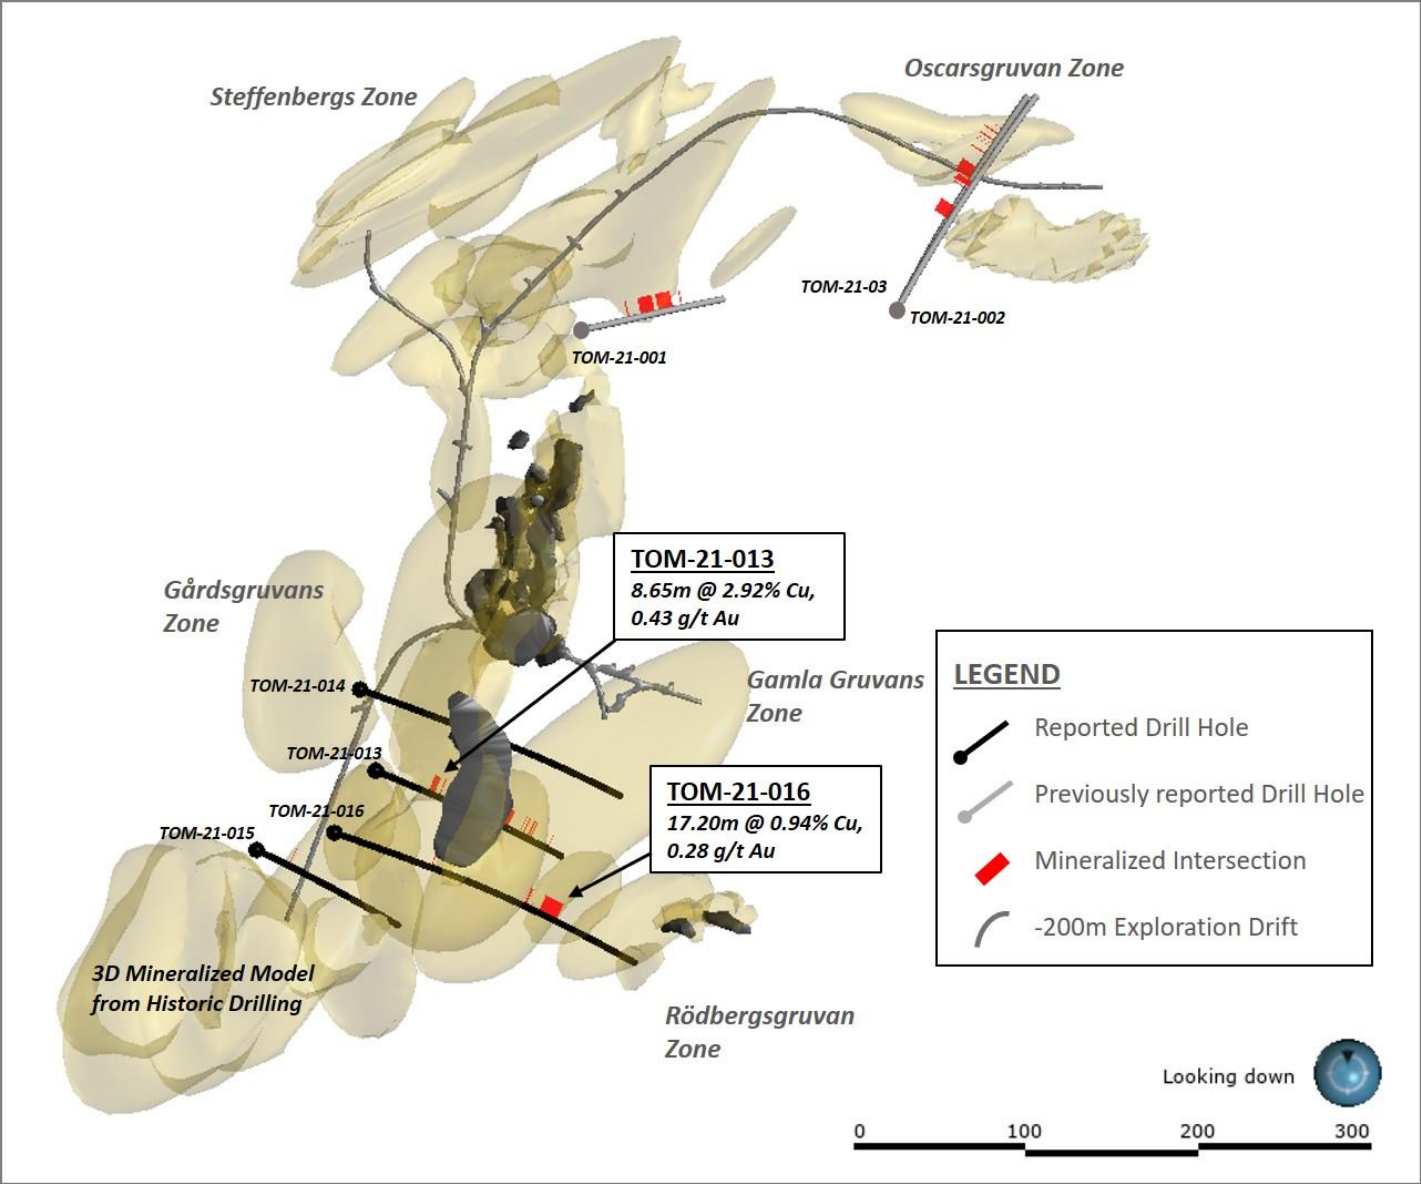 Oscarsgruvan Zone
Steffenbergs Zone
TOM-21-03
TOM-21-002
TOM-21-001
TOM-21-013
8.65m @ 2.92% Cu,
0.43 g/t Au
Gårdsgruvans
Zone
LEGEND
Reported Drill Hole
Previously reported Drill Hole
Mineralized Intersection
-200m Exploration Drift
Gamla Gruvans
Zone
TOM-21-014
TOM-21-013
TOM-21-016
TOM-21-015
TOM-21-016
17.20m @ 0.94% Cu,
0.28 g/t Au
3D Mineralized Model
from Historic Drilling
Rödbergsgruvan
Zone
Looking down
0 100 200 300